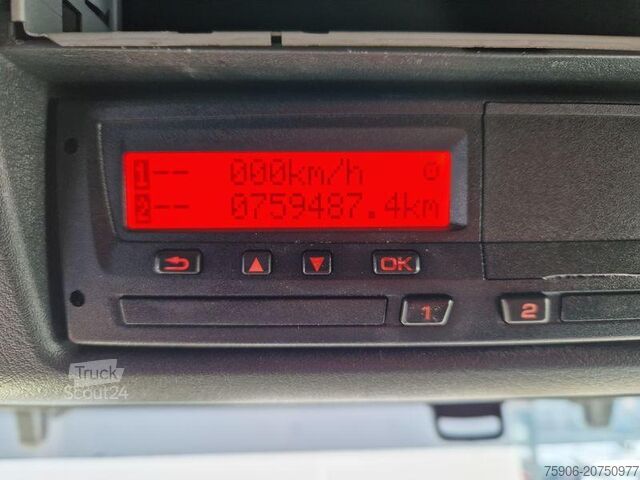 1 -- 000km/h
2 -- 0759487.4km
OK
1 2
Truck
Scout24
75906-20750977